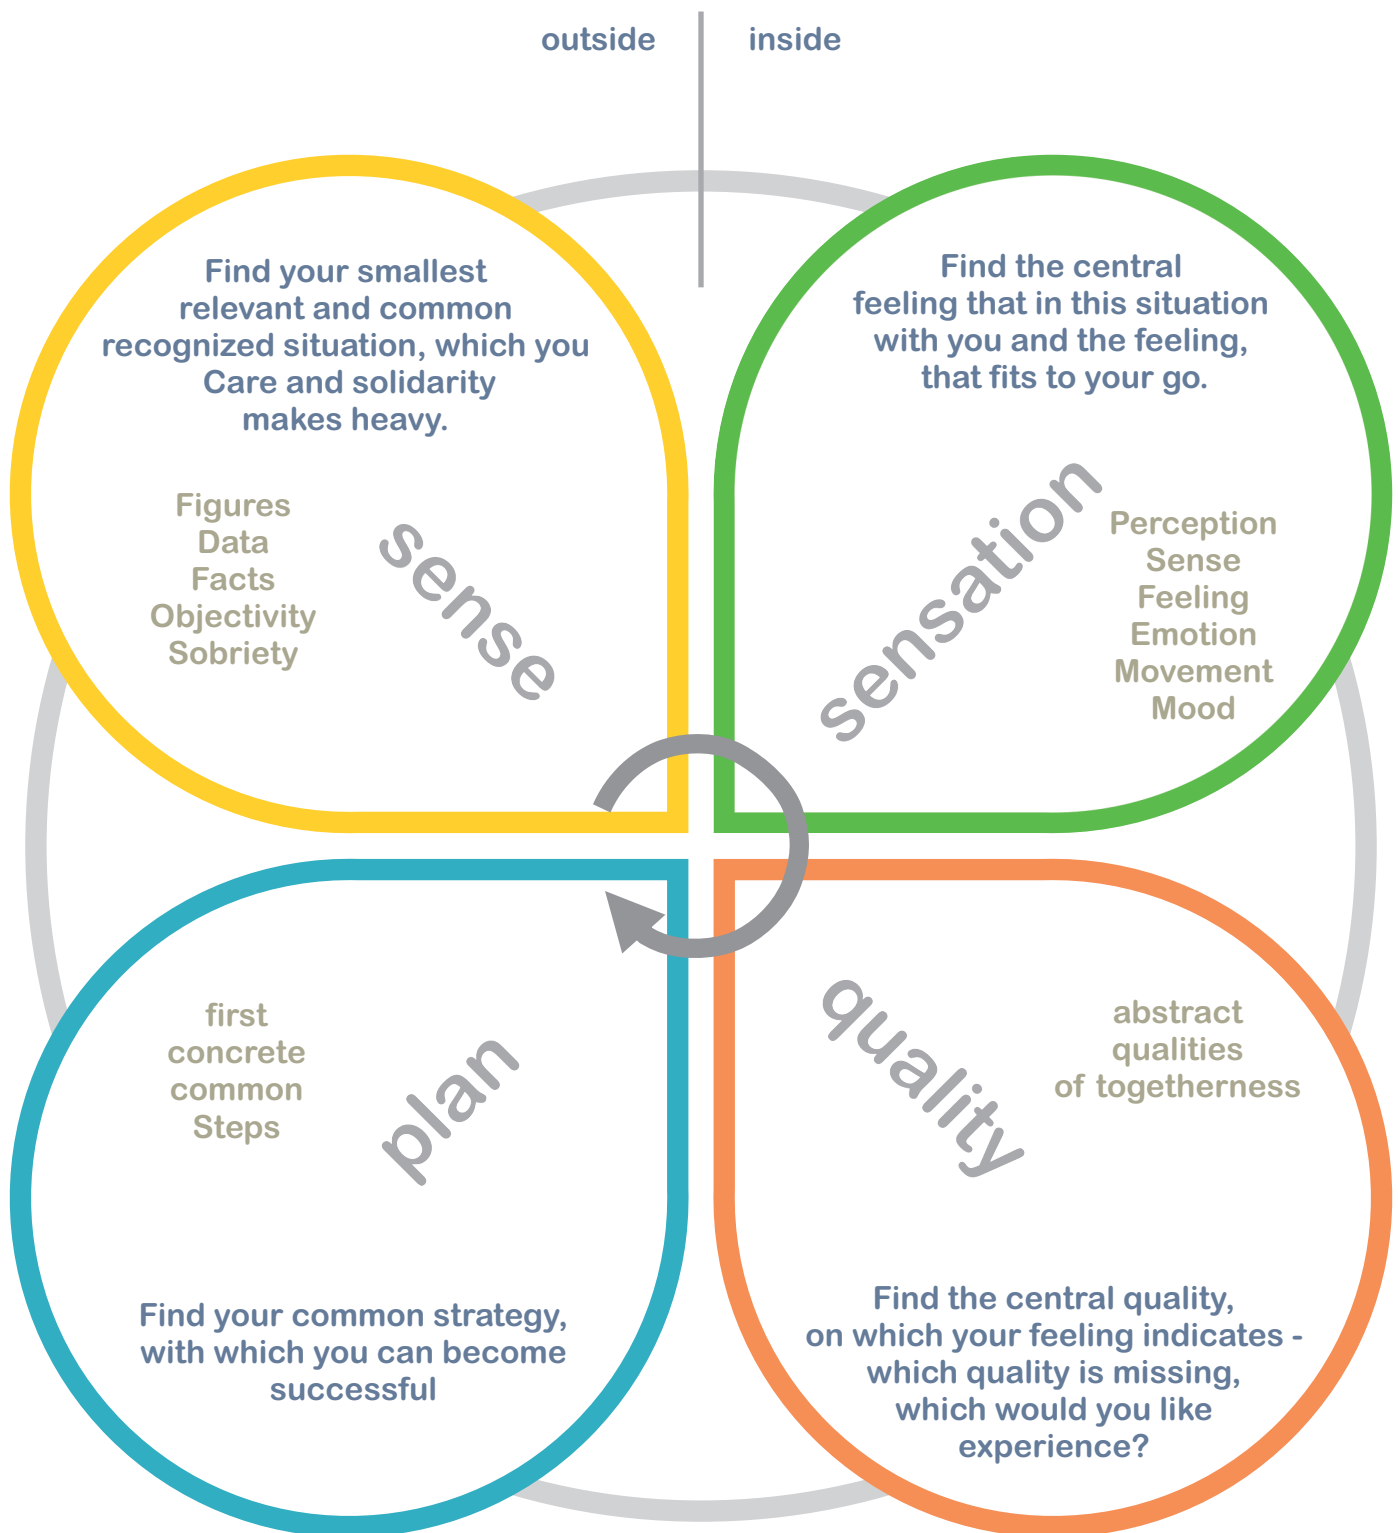 outside
inside
Find your smallest
relevant and common
recognized situation, which you
Care and solidarity
makes heavy.
Figures
Data
Facts
Objectivity
Sobriety
sense
Find the central
feeling that in this situation
with you and the feeling,
that fits to your go.
sensation
Perception
Sense
Feeling
Emotion
Movement
Mood
first
concrete
common
Steps
plan
Find your common strategy,
with which you can become
successful
quality
abstract
qualities
of togetherness
Find the central quality,
on which your feeling indicates -
which quality is missing,
which would you like
experience?